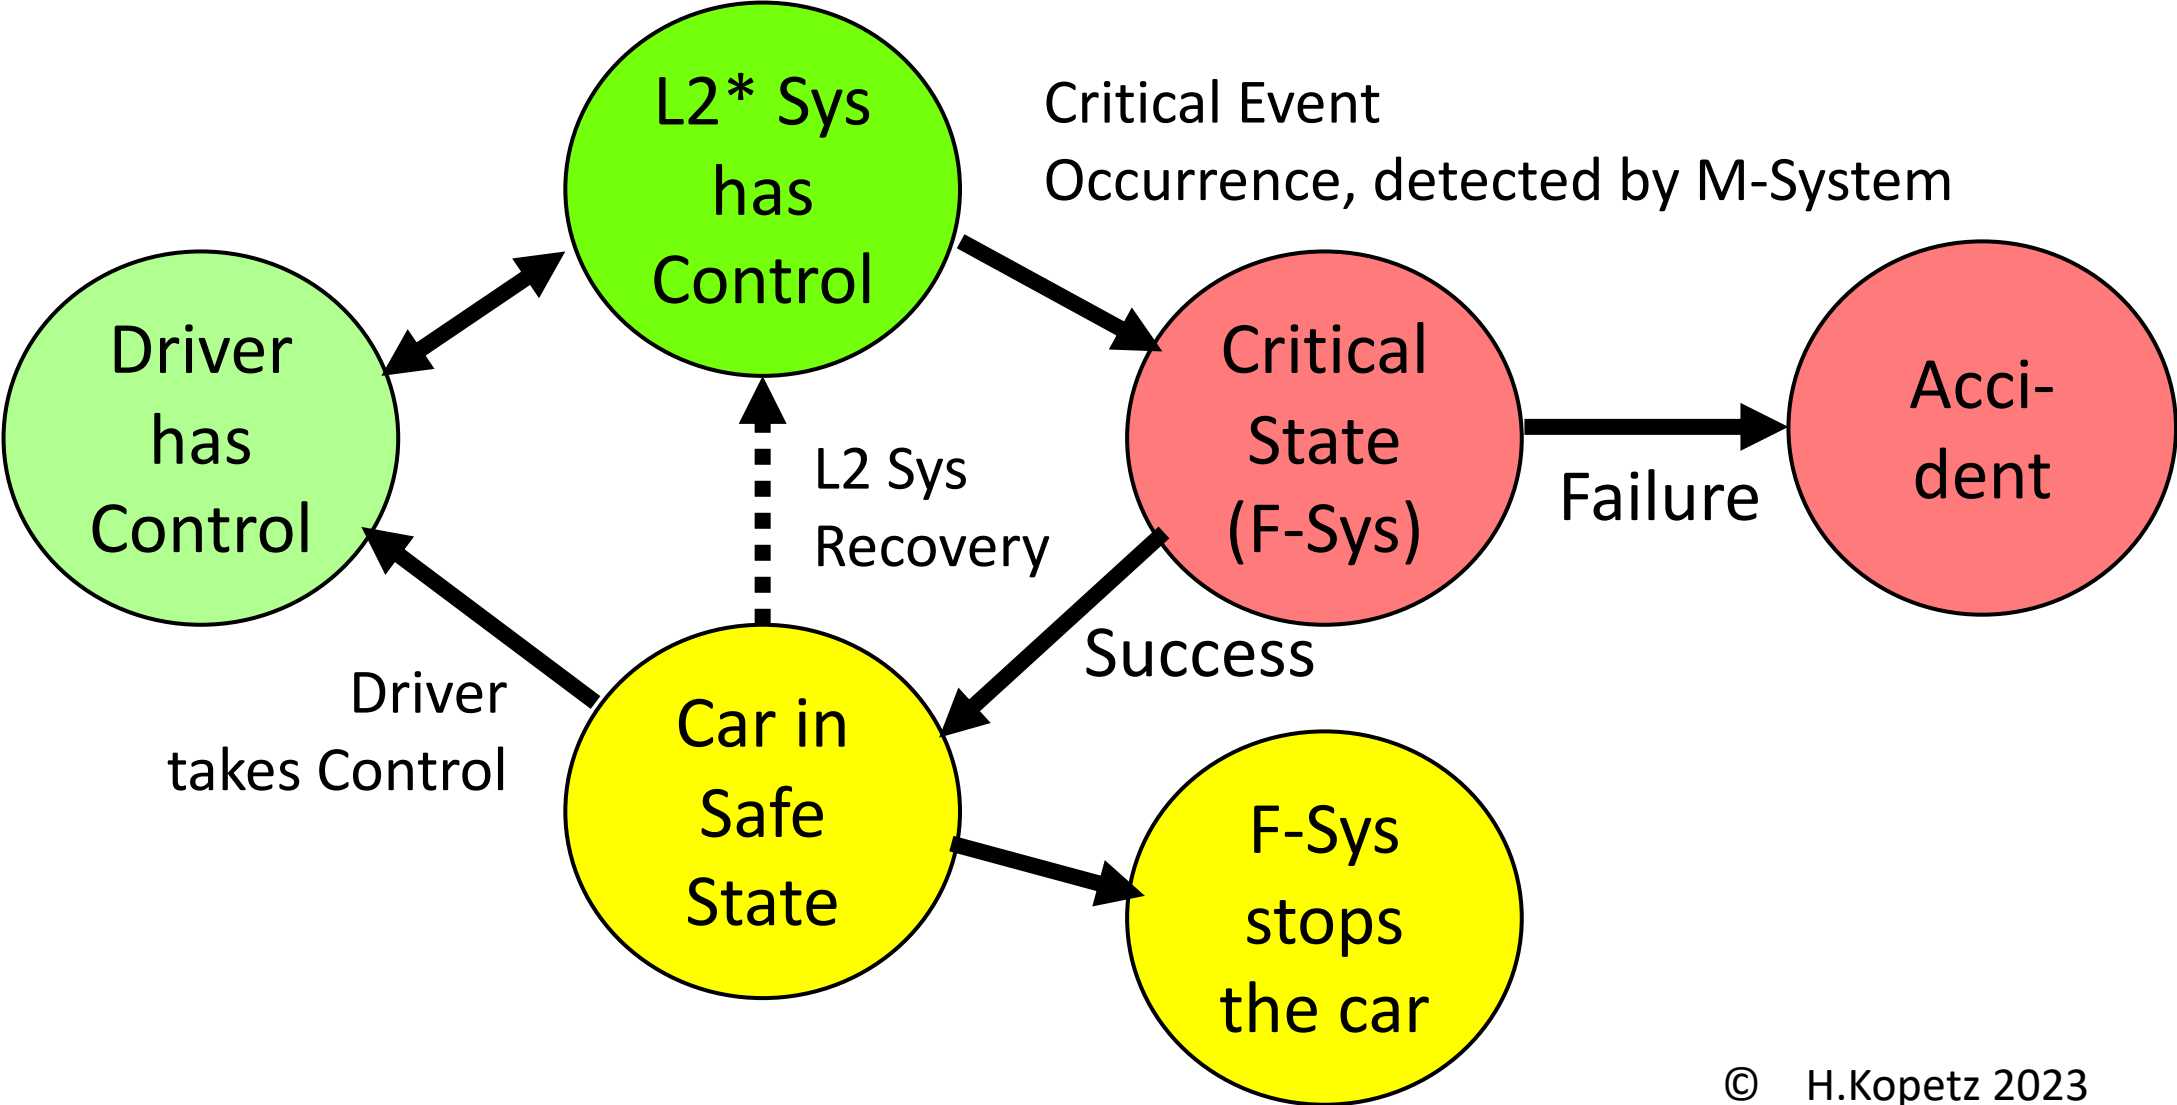 L2* Sys
has
Control
Critical Event
Occurrence, detected by M-System
Driver
has
Control
Critical
State
(F-Sys)
Acci-
dent
Failure
L2 Sys
Recovery
Success
Driver
takes Control
Car in
Safe
State
F-Sys
stops
the car
© H.Kopetz 2023